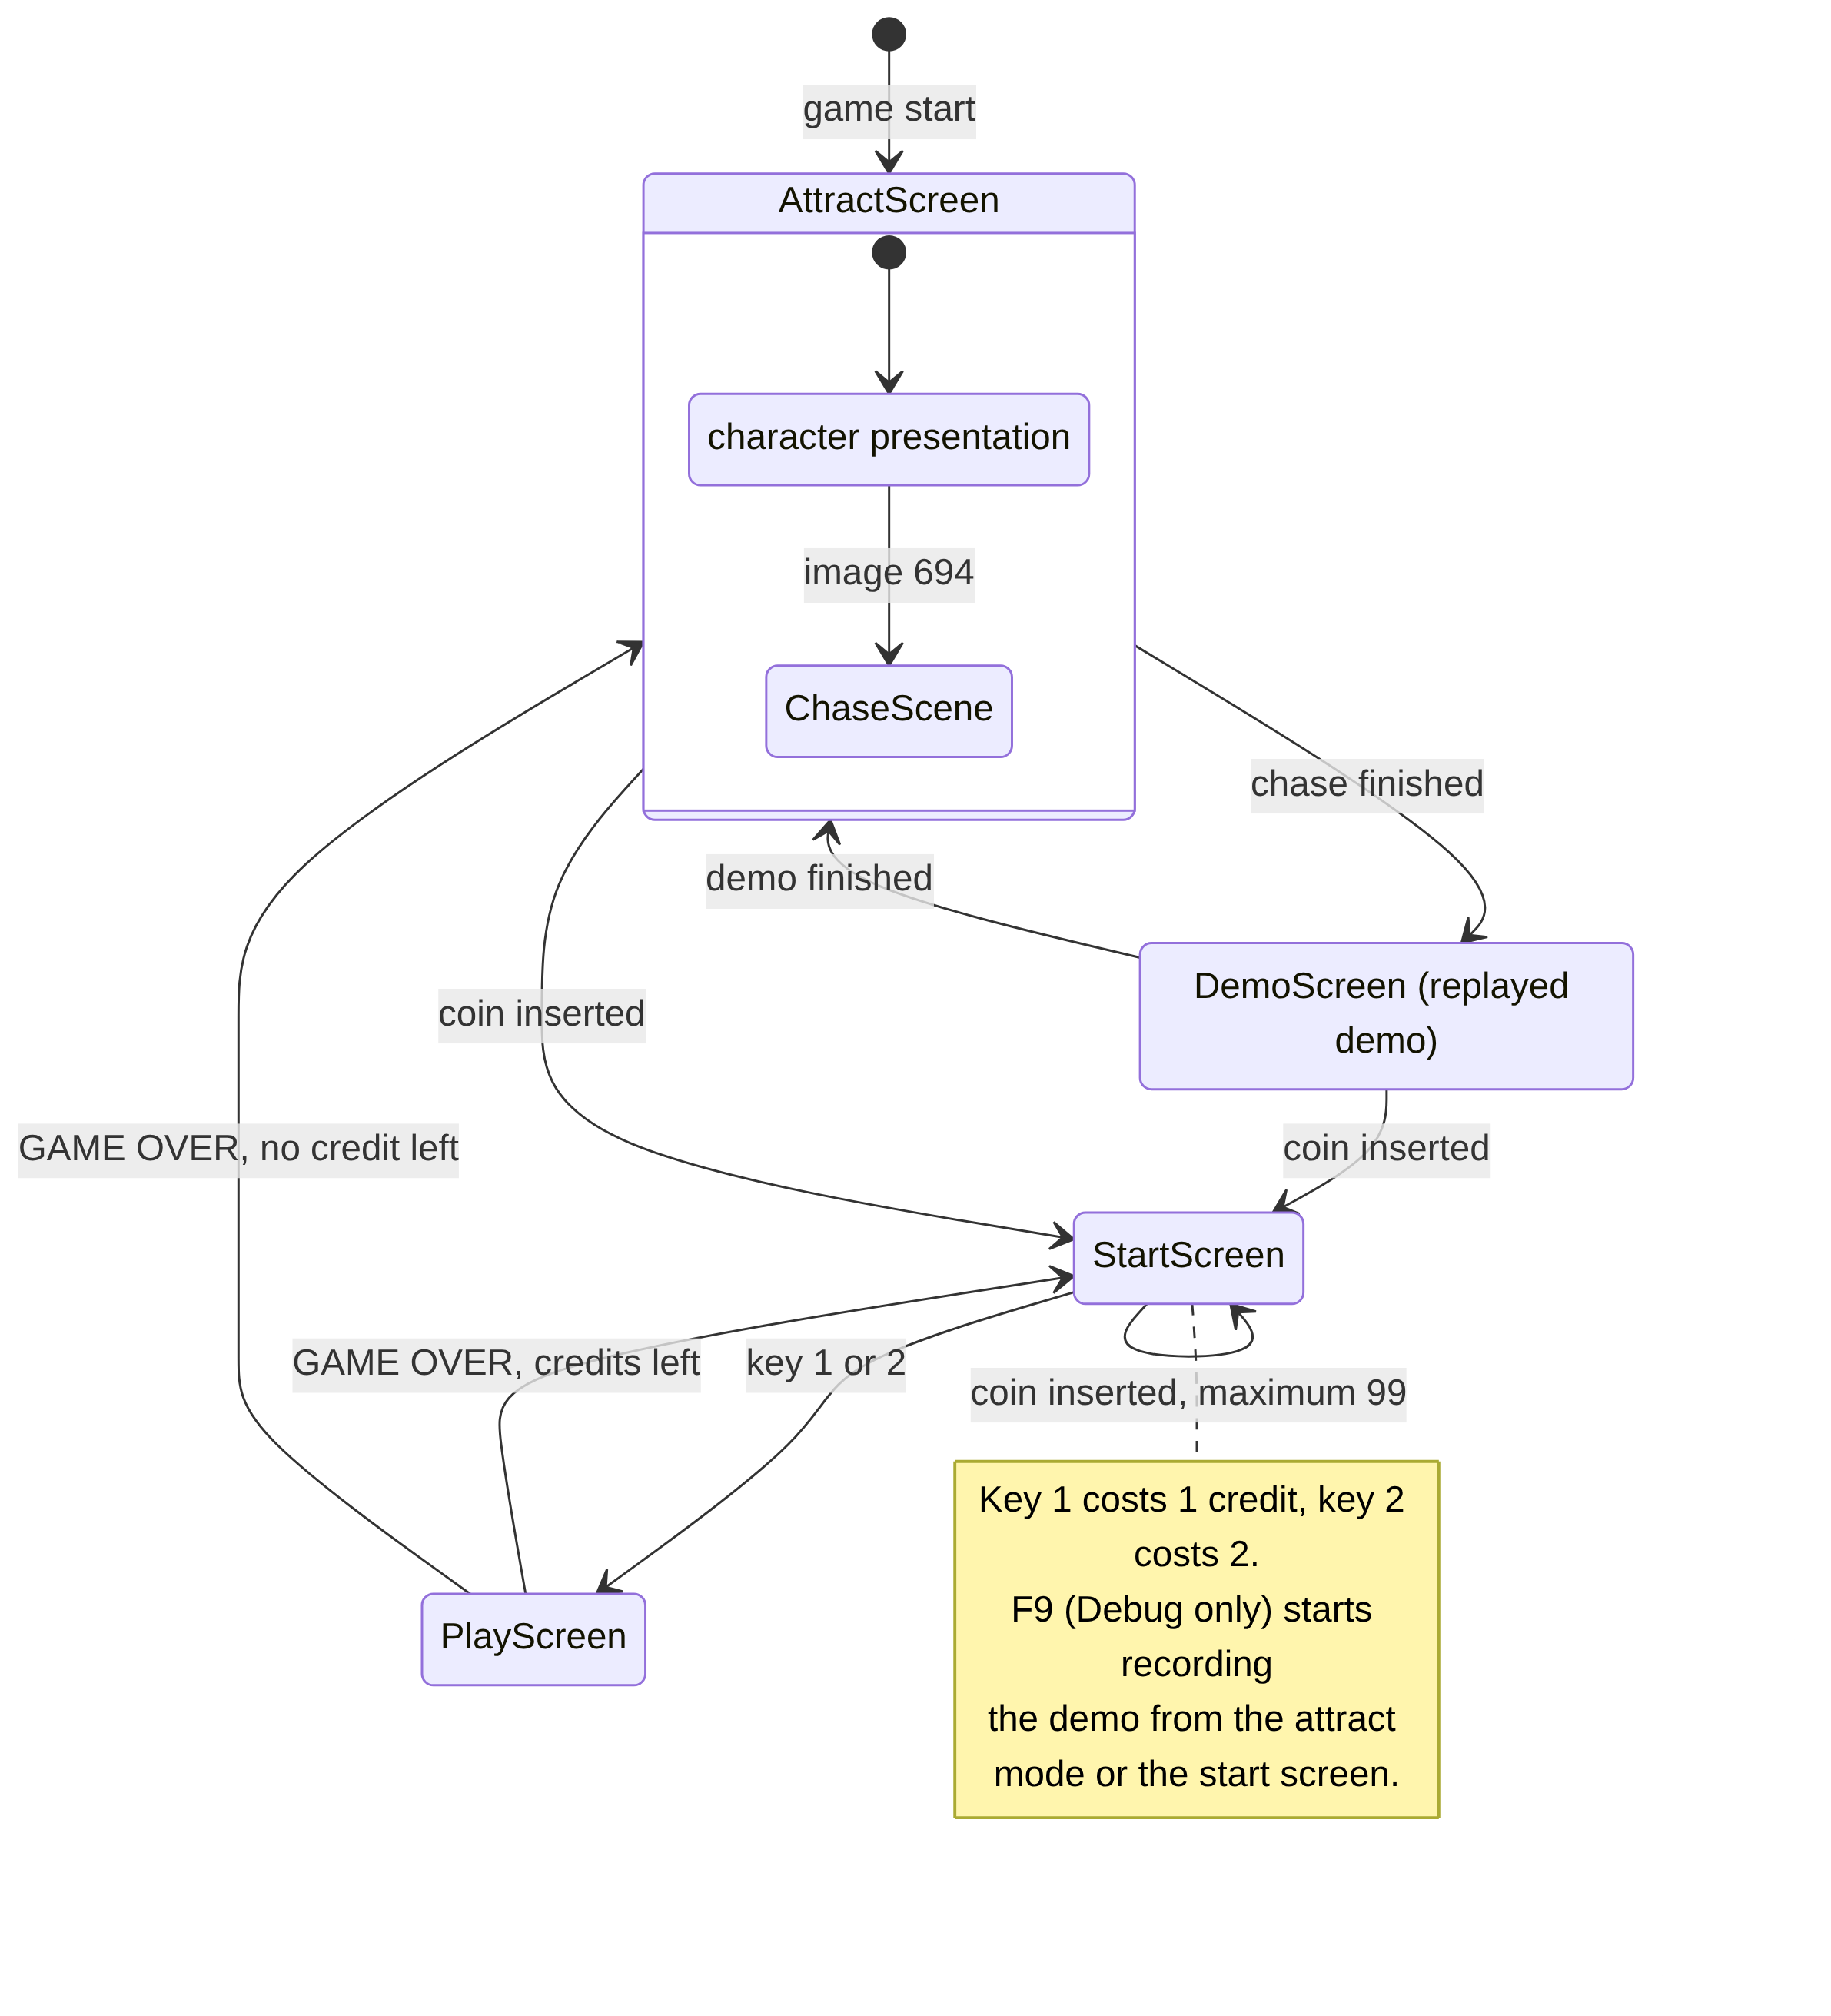 game start
AttractScreen
character presentation
image 694
ChaseScene
chase finished
demo finished
DemoScreen (replayed
demo)
coin inserted
GAME OVER, no credit left
coin inserted
StartScreen
GAME OVER, credits left
key 1 or 2
coin inserted, maximum 99
Key 1 costs 1 credit, key 2
costs 2.
F9 (Debug only) starts
recording
the demo from the attract
mode or the start screen.
PlayScreen